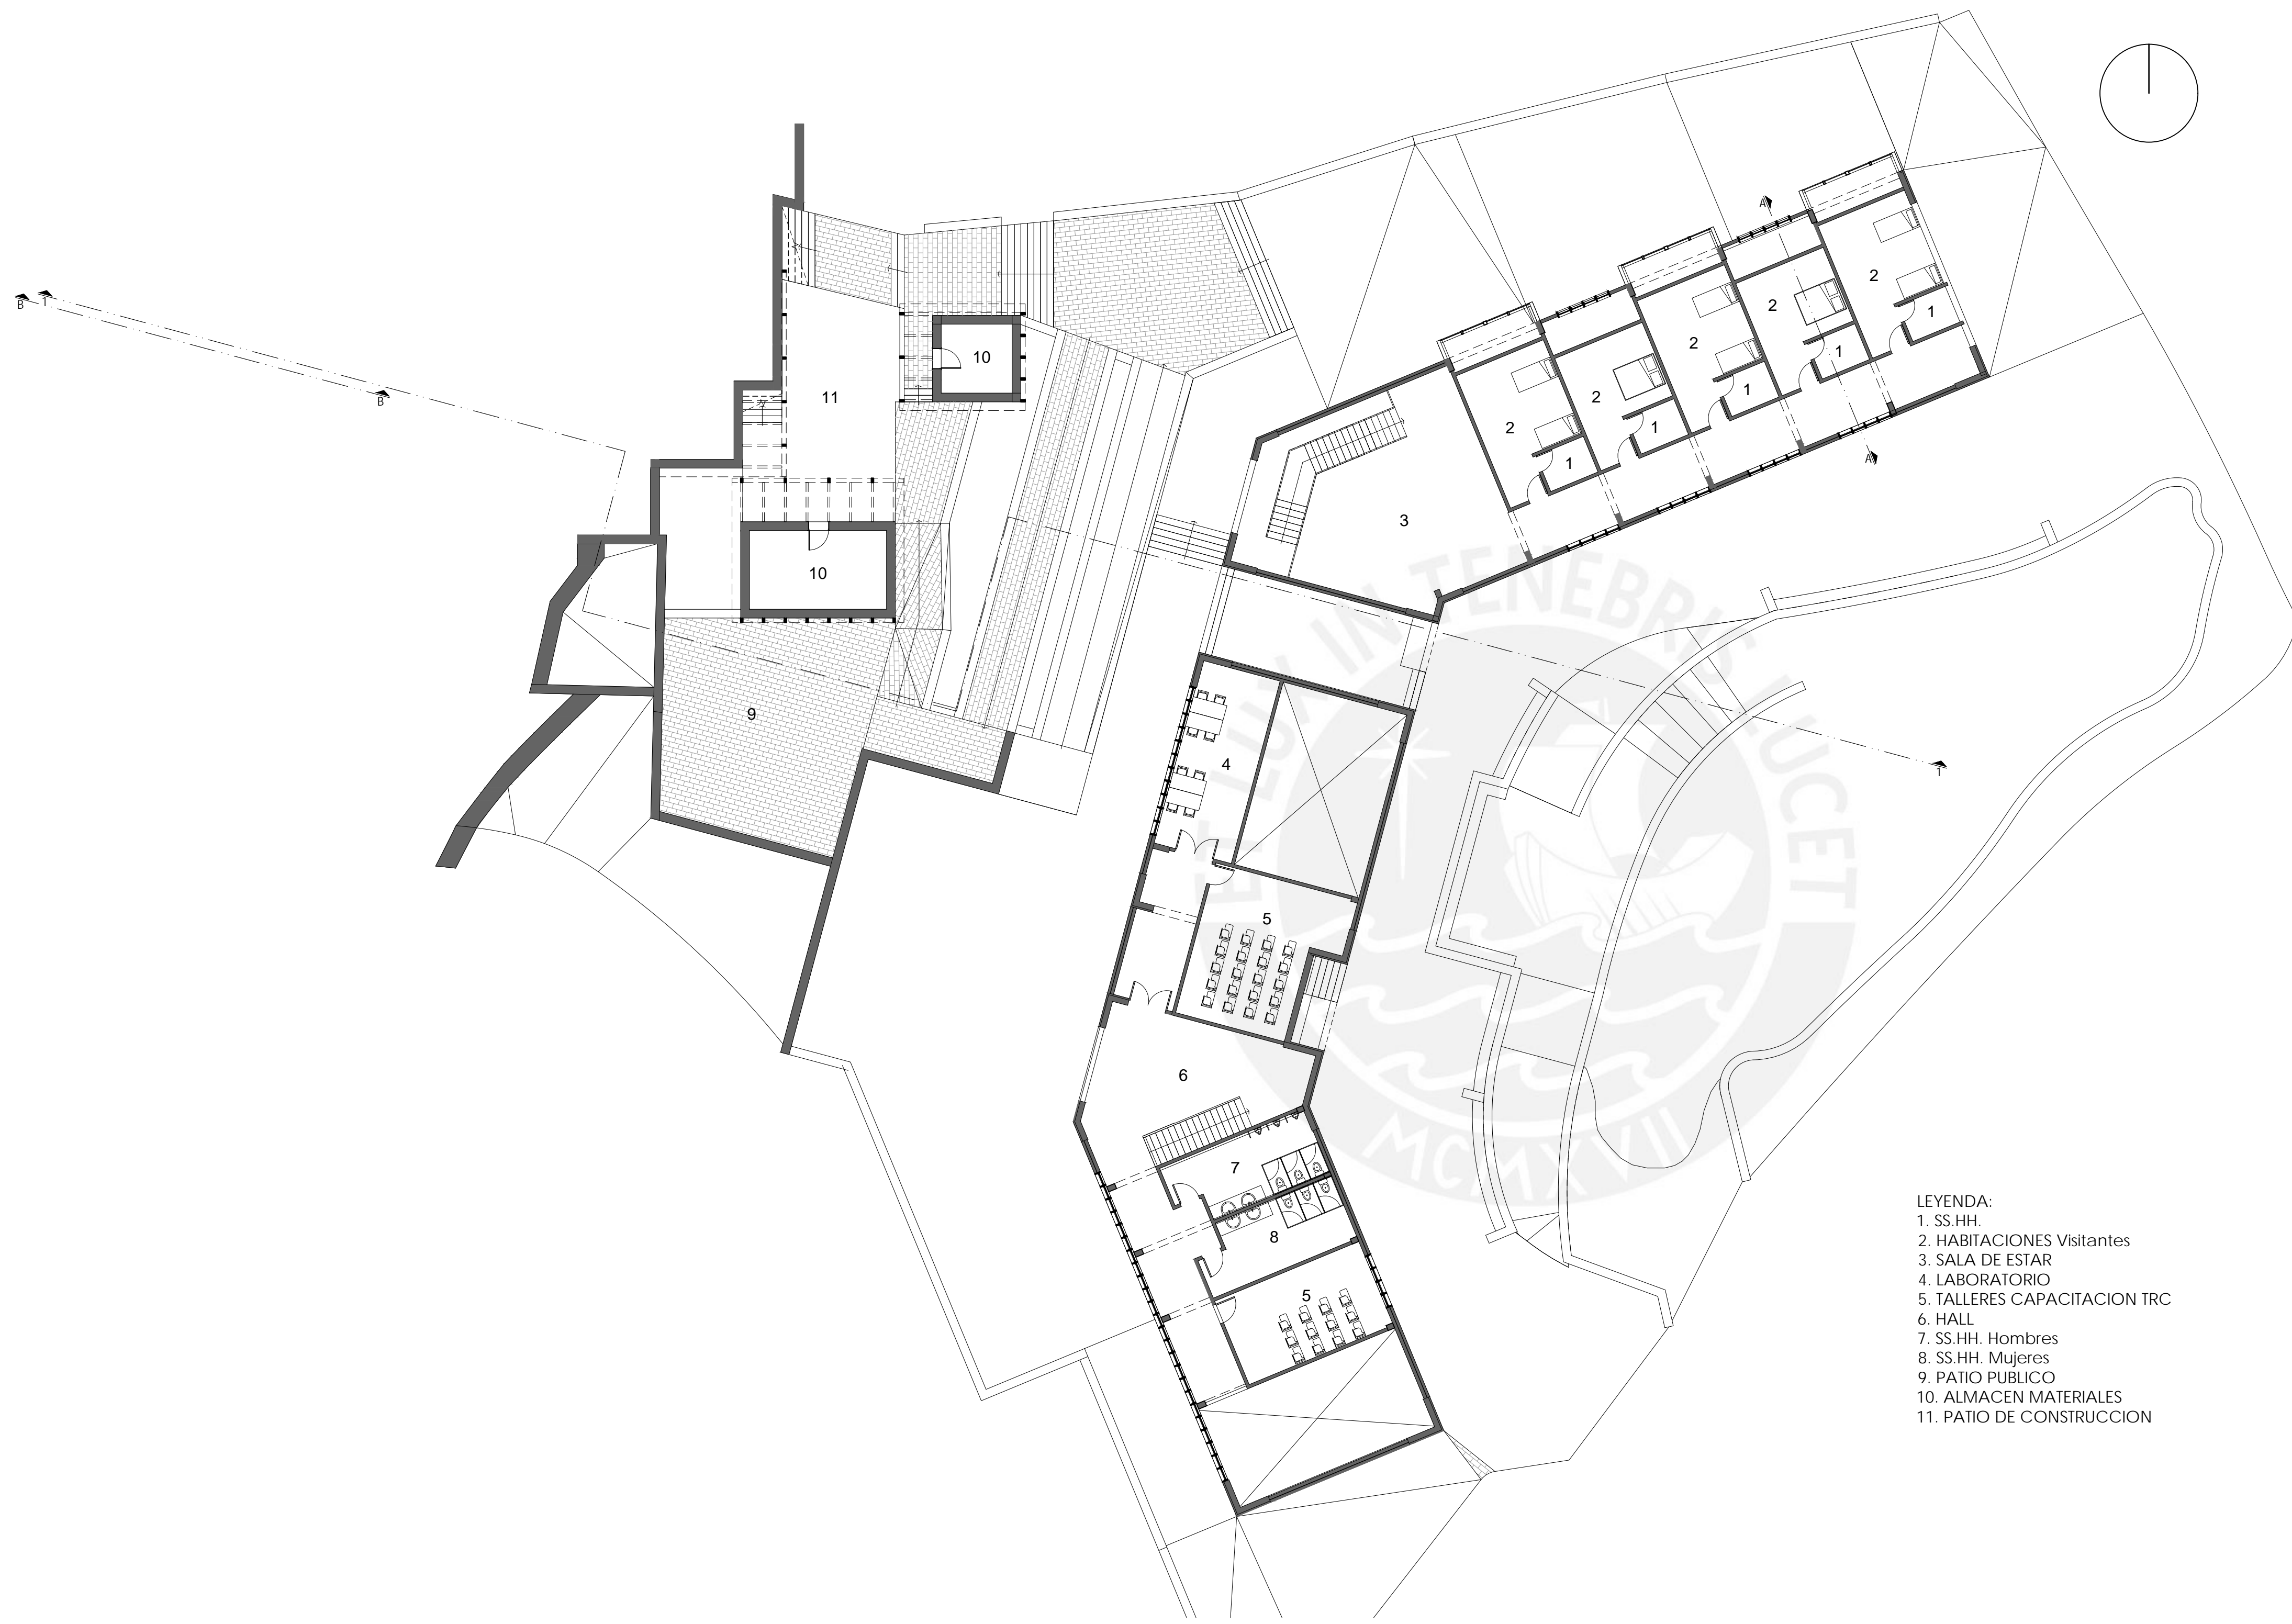 A
2
2
1
B
1
10
2
1
B
11
2
1
2
1
A
3
1
10
9
4
1
5
6
7
8
5
ET LUX IN TENEBRIS LUCET
MCMXVII
LEYENDA:
1. SS.HH.
2. HABITACIONES Visitantes
3. SALA DE ESTAR
4. LABORATORIO
5. TALLERES CAPACITACION TRC
6. HALL
7. SS.HH. Hombres
8. SS.HH. Mujeres
9. PATIO PUBLICO
10. ALMACEN MATERIALES
11. PATIO DE CONSTRUCCION